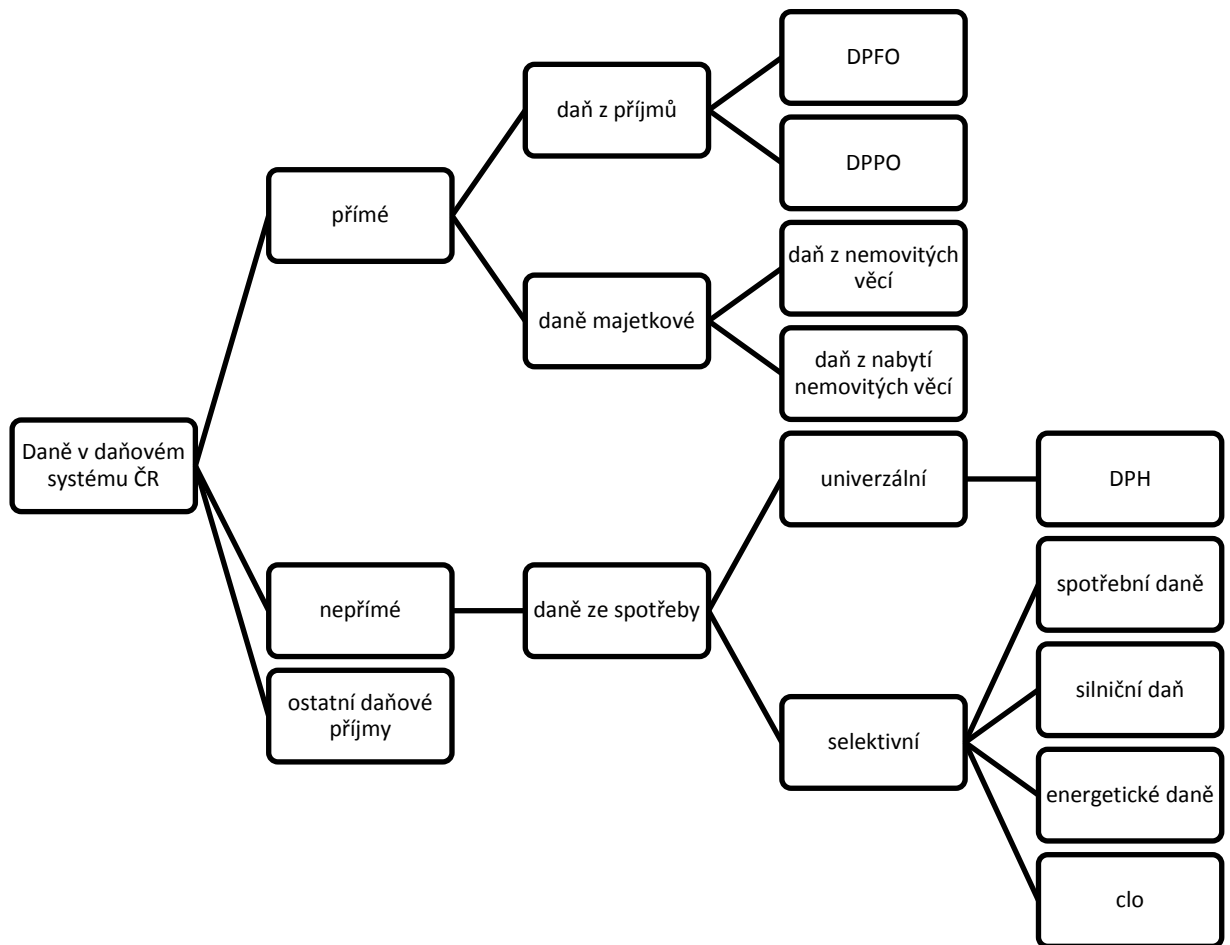 Daně v daňovém
systému ČR
přímé
daň z příjmů
DPFO
DPPO
daně majetkové
daň z nemovitých
věcí
daň z nabytí
nemovitých věcí
nepřímé
daně ze spotřeby
univerzální
DPH
selektivní
spotřební daně
silniční daň
energetické daně
clo
ostatní daňové
příjmy